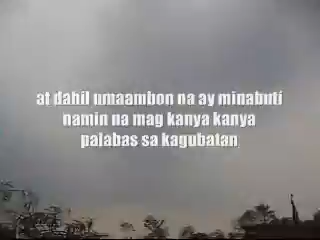 at dahil umaambon na ay minabuti
namin na mag kanya kanya
palabas sa kagubatan